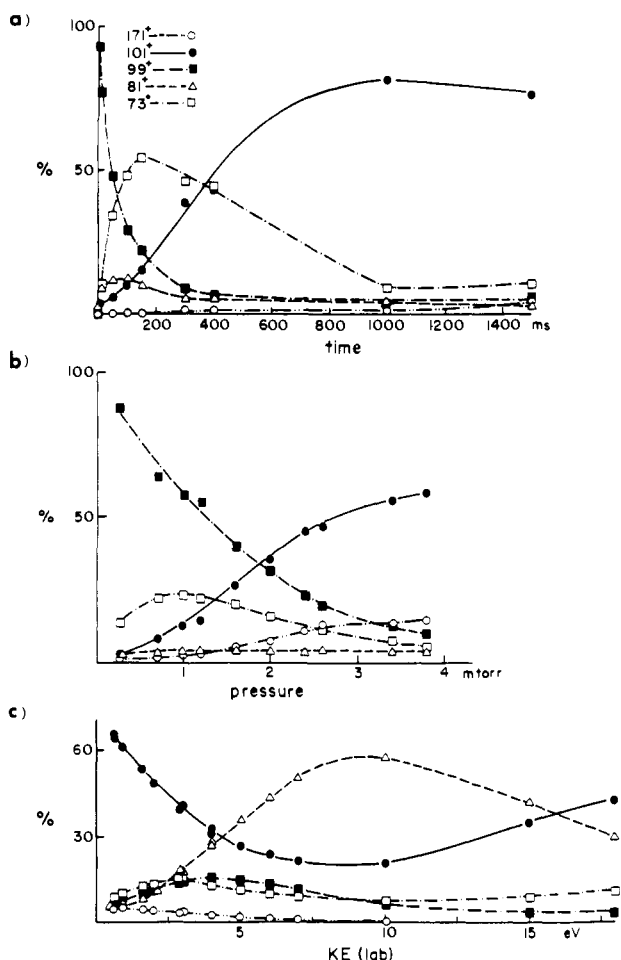 a)
100
171⁺
101⁺
99⁺
81⁺
73⁺
%
50
200 400 600 800 1000 1200 1400 ms
time
b)
100
%
50
1 2 3 4 mtorr
pressure
c)
60
%
30
5 10 15 eV
KE (lab)